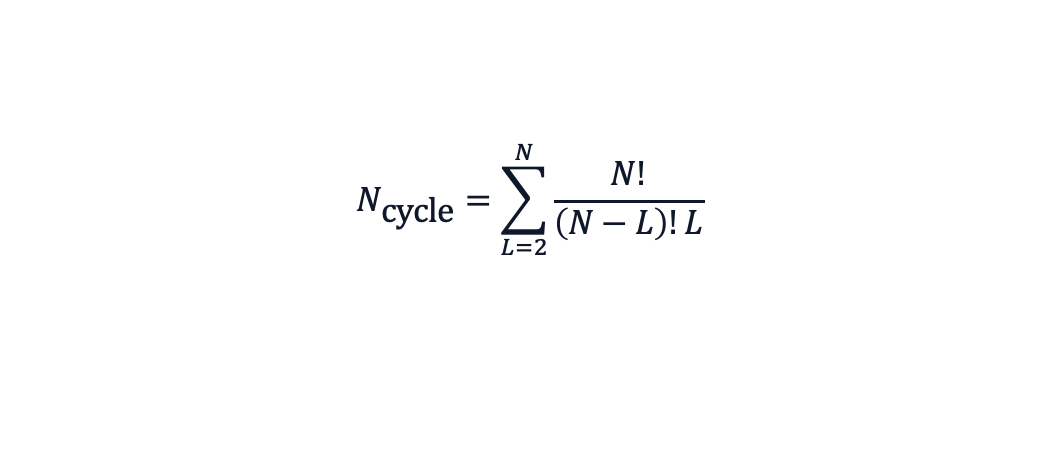 N_cycle = \sum_{L=2}^{N} \frac{N!}{(N - L)! L}